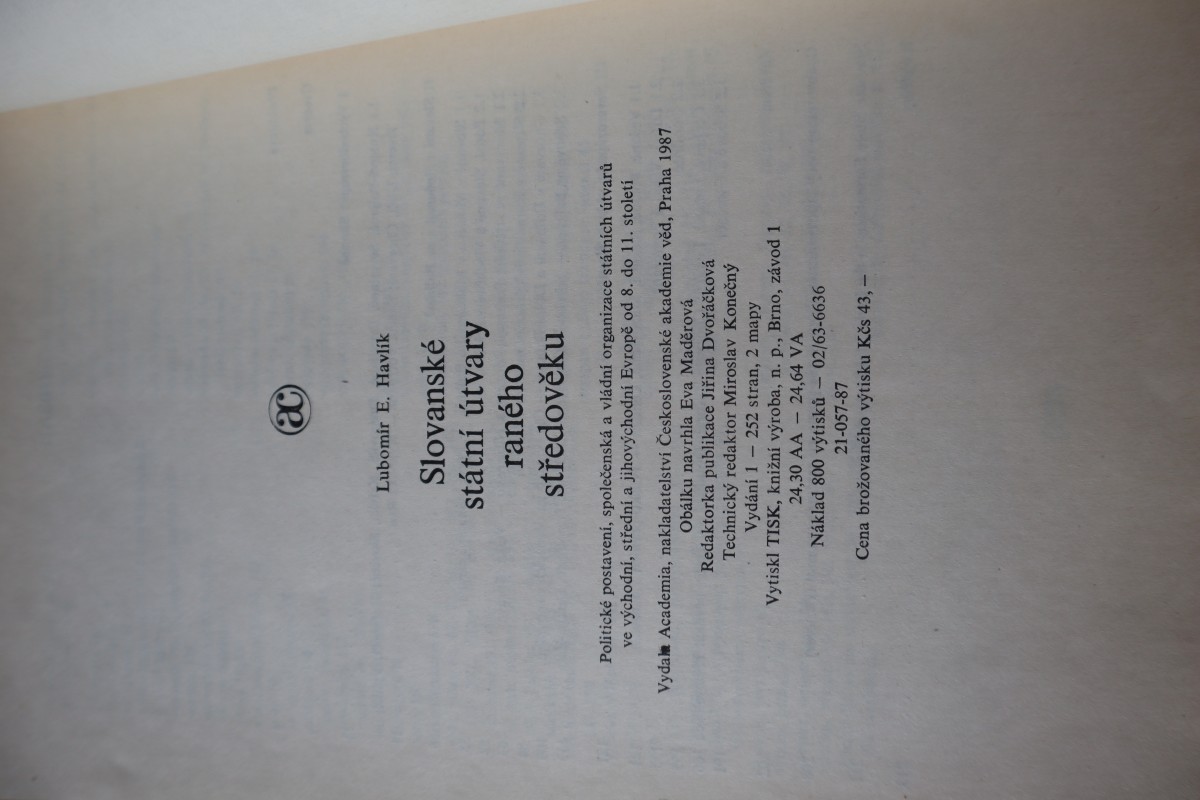 ac
Lubomír E. Havlík
Slovanské
státní útvary
raného
středověku
Politické postavení, společenská a vládní organizace státních útvarů
ve východní, střední a jihovýchodní Evropě od 8. do 11. století
Vydala Academia, nakladatelství Československé akademie věd, Praha 1987
Obálku navrhla Eva Maděrová
Redaktorka publikace Jiřina Dvořáčková
Technický redaktor Miroslav Konečný
Vydání 1 — 252 stran, 2 mapy
Vytiskl TISK, knižní výroba, n. p., Brno, závod 1
24,30 AA — 24,64 VA
Náklad 800 výtisků — 02/63-6636
21-057-87
Cena brožovaného výtisku Kčs 43,—